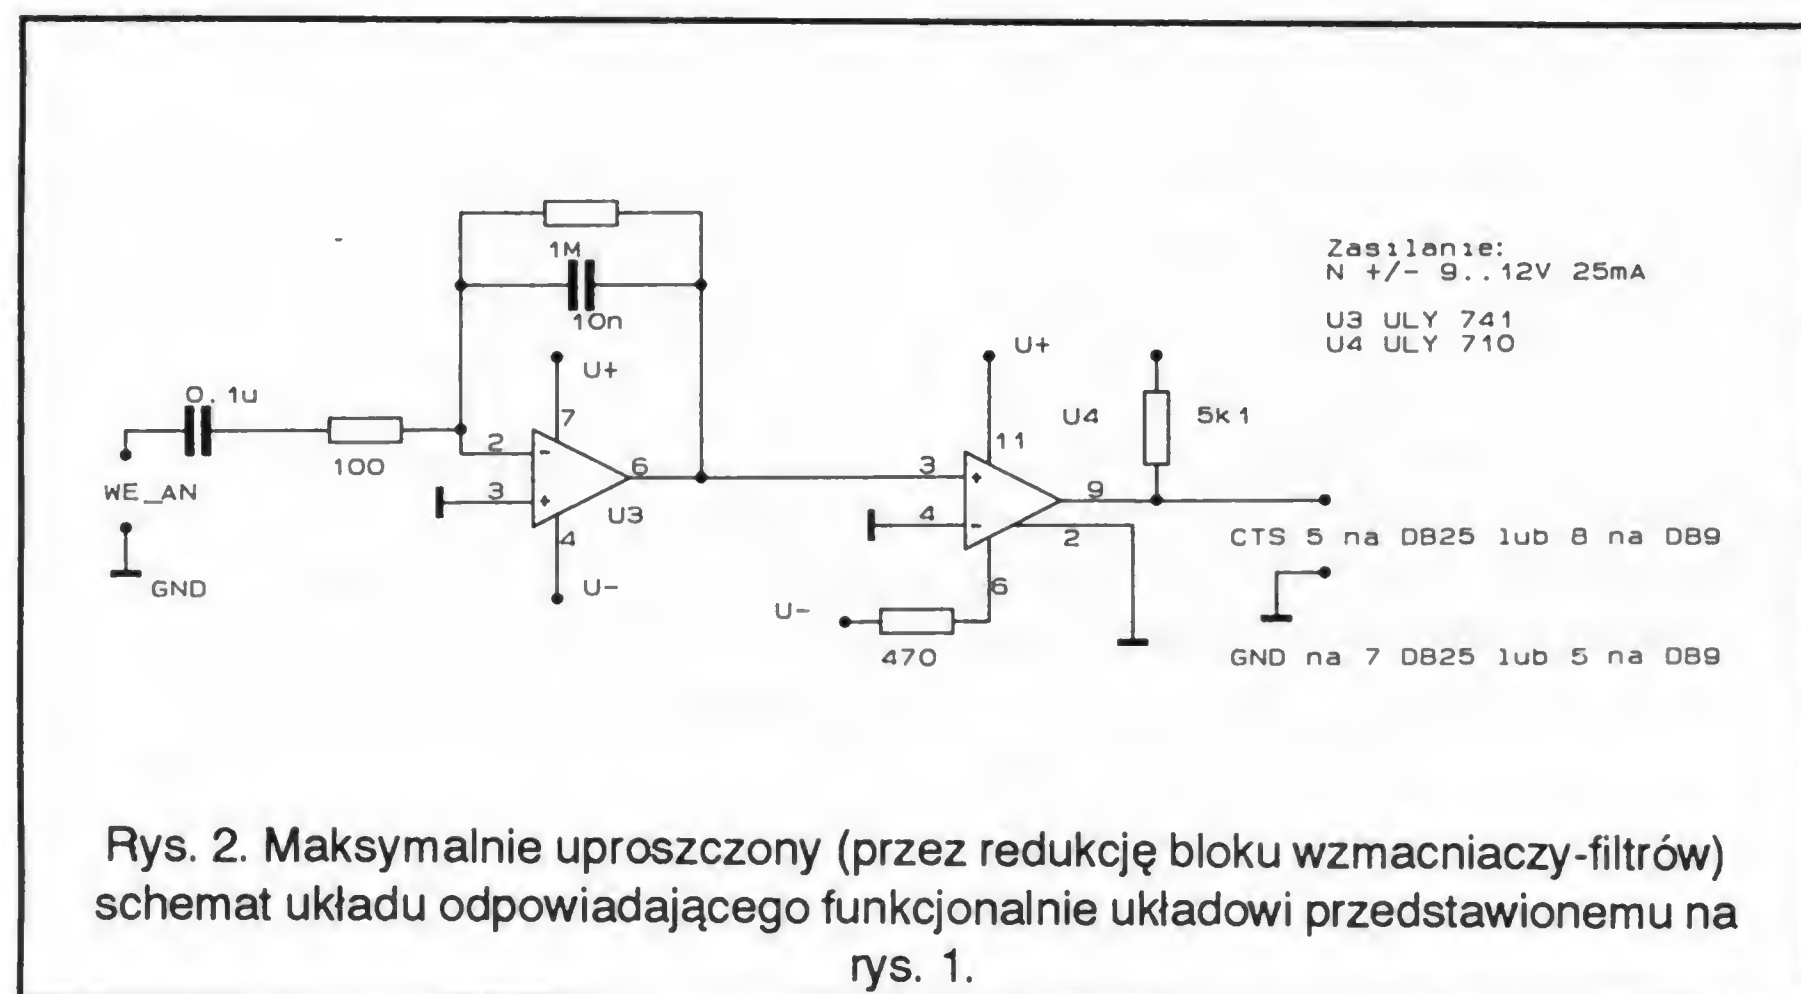 1M
10n
Zasilanie:
N +/- 9..12V 25mA
U3 ULY 741
U4 ULY 710
U+
U+
0.1u
7
U4
5k1
11
100
2
-
6
3
+
9
WE_AN
3
+
U3
4
-
2
4
CTS 5 na DB25 lub 8 na DB9
GND
U-
6
U-
470
GND na 7 DB25 lub 5 na DB9
Rys. 2. Maksymalnie uproszczony (przez redukcję bloku wzmacniaczy-filtrów)
schemat układu odpowiadającego funkcjonalnie układowi przedstawionemu na
rys. 1.